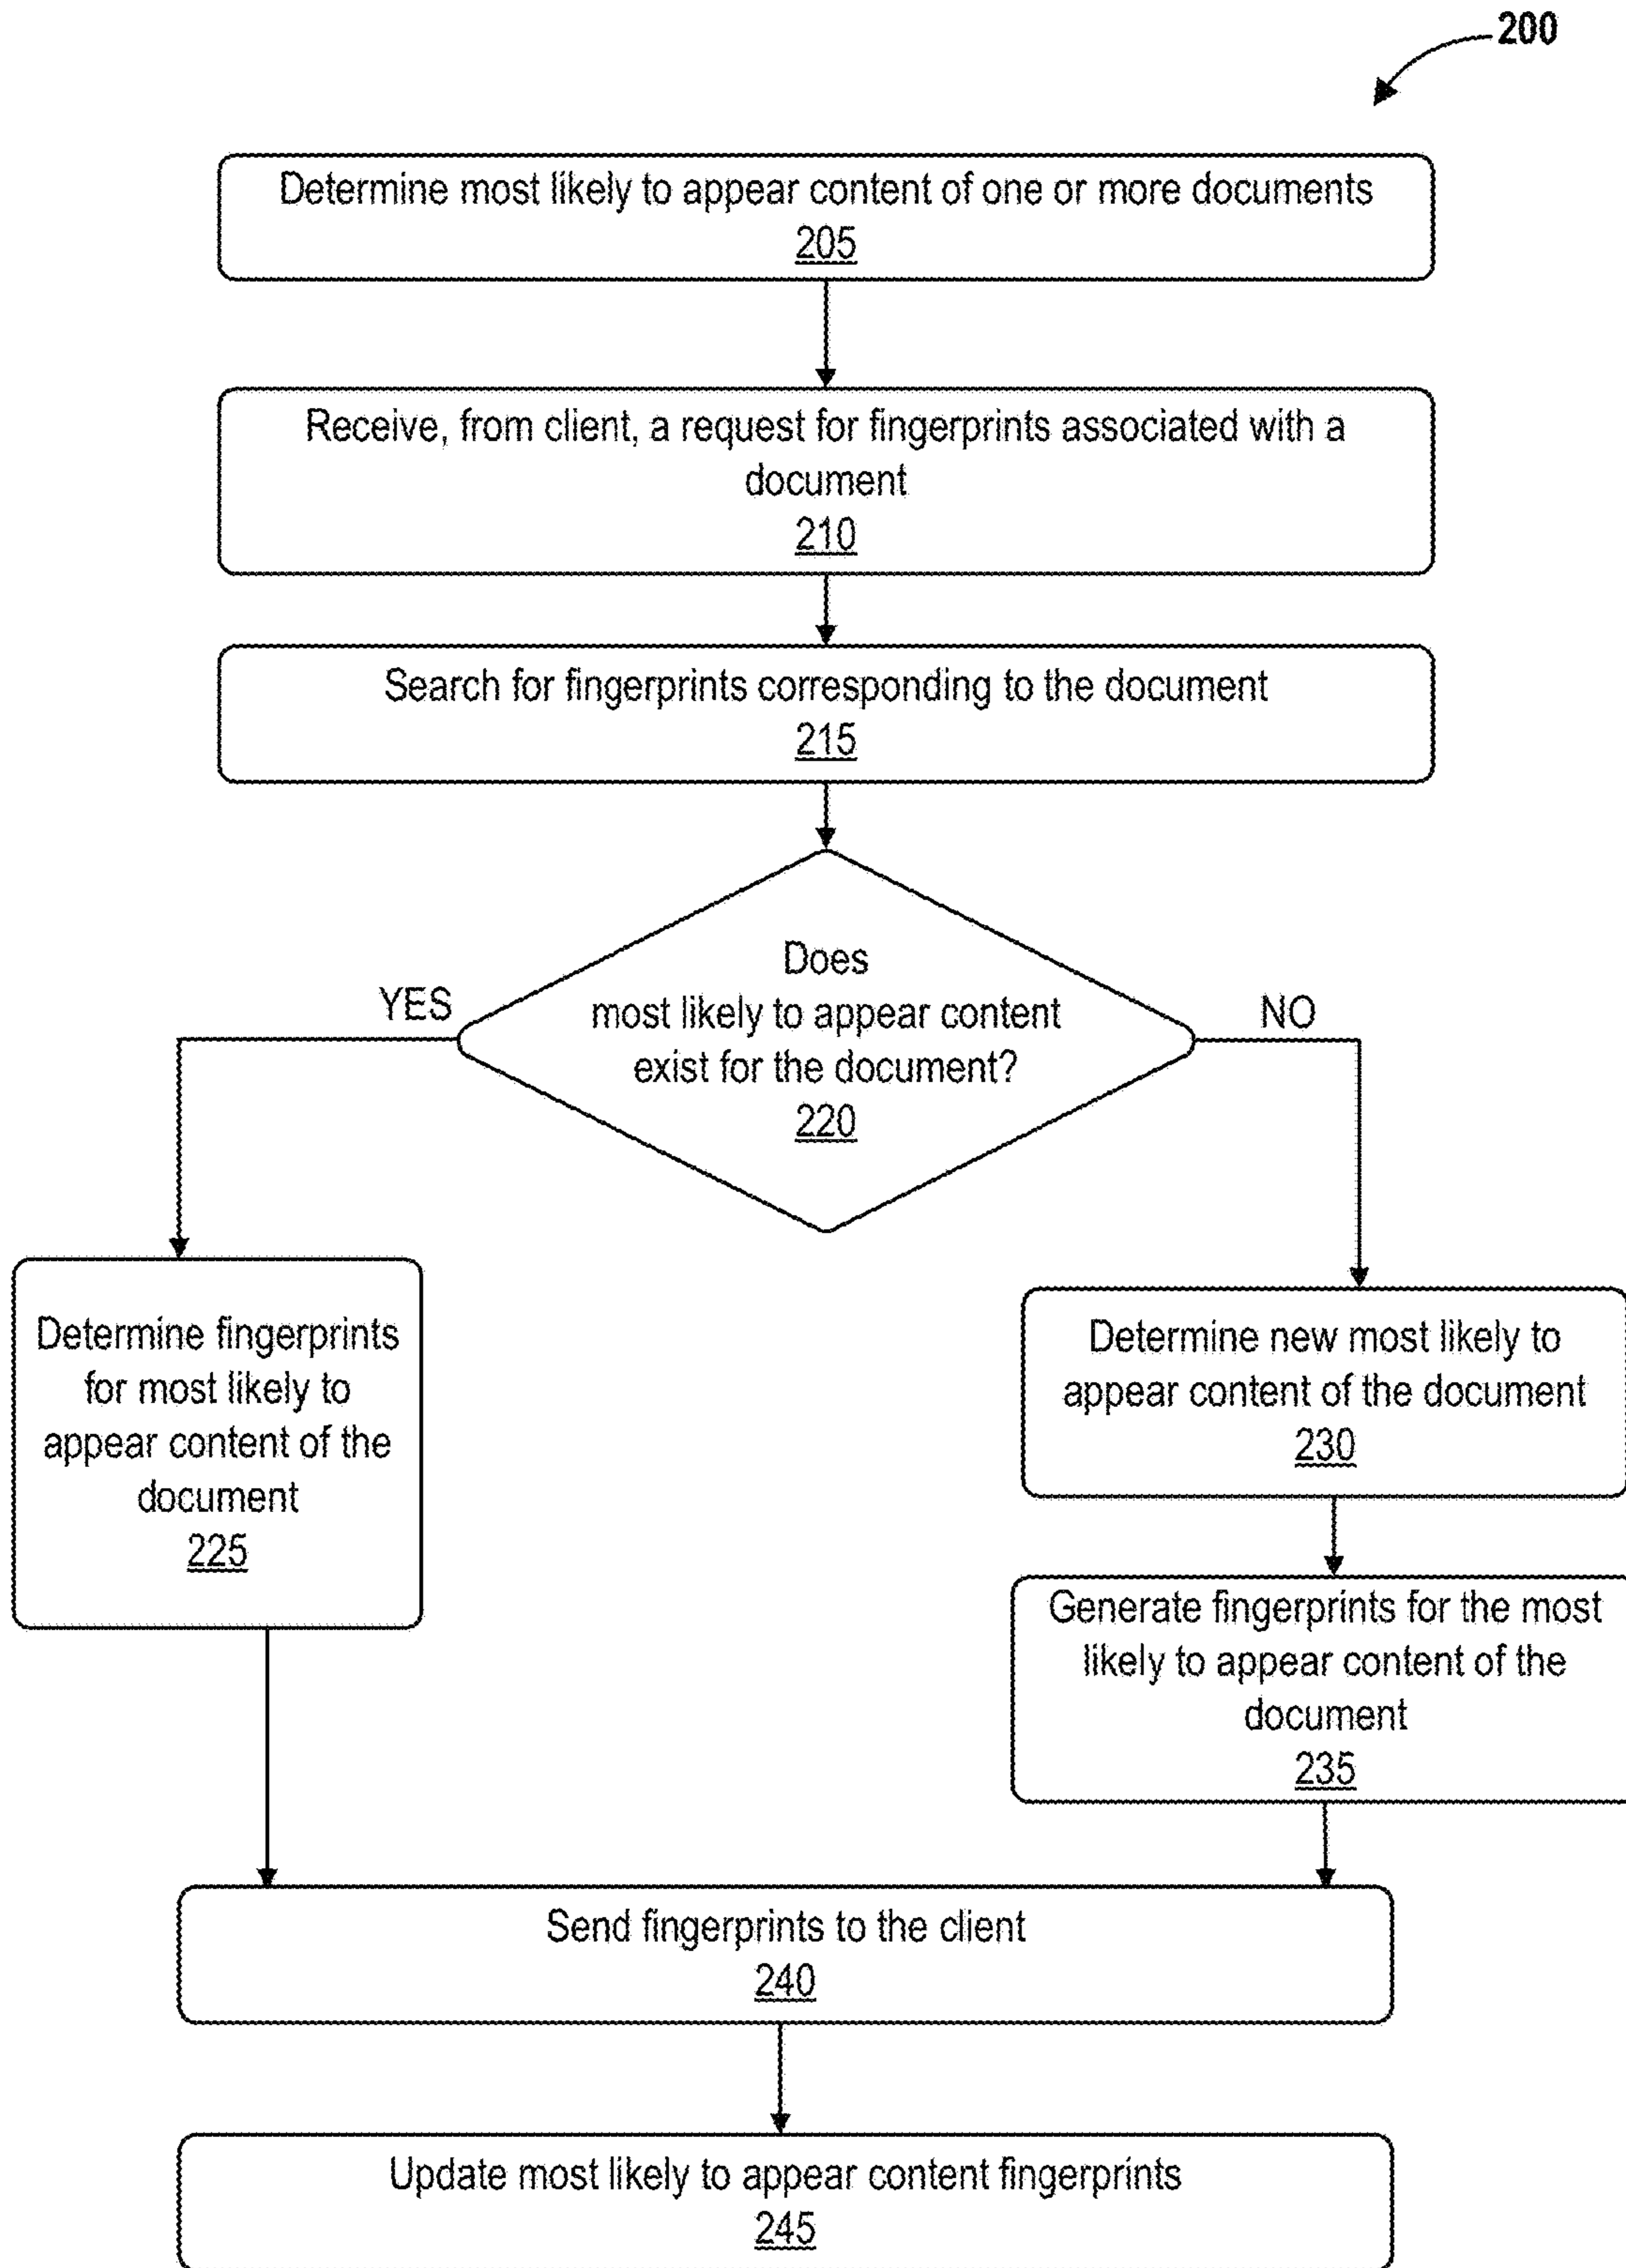 200
Determine most likely to appear content of one or more documents
205
Receive, from client, a request for fingerprints associated with a
document
210
Search for fingerprints corresponding to the document
215
Does
most likely to appear content
exist for the document?
220
YES
NO
Determine fingerprints
for most likely to
appear content of the
document
225
Determine new most likely to
appear content of the document
230
Generate fingerprints for the most
likely to appear content of the
document
235
Send fingerprints to the client
240
Update most likely to appear content fingerprints
245